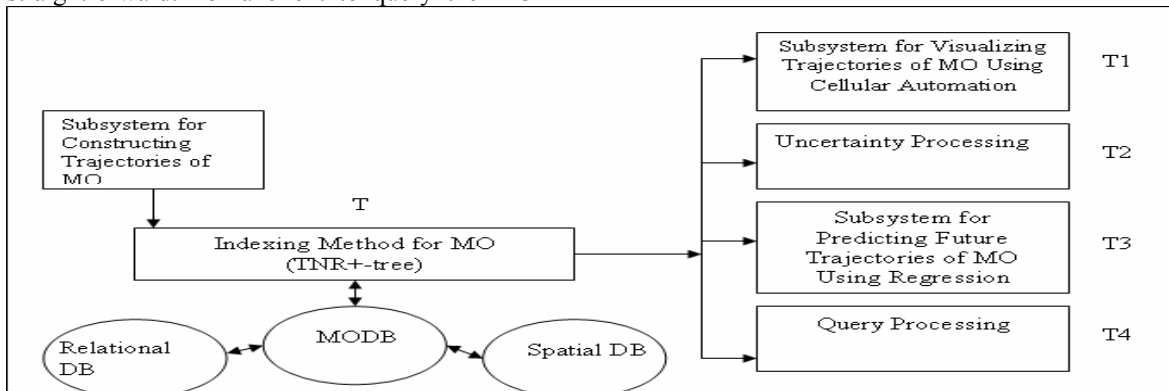 Subsystem for Visualizing
Trajectories of MO Using
Cellular Automation
T1
Subsystem for
Constructing
Trajectories of
MO
Uncertainty Processing
T2
T
Indexing Method for MO
(TNR+-tree)
Subsystem for
Predicting Future
Trajectories of MO
Using Regression
T3
MODB
Relational
DB
Spatial DB
Query Processing
T4